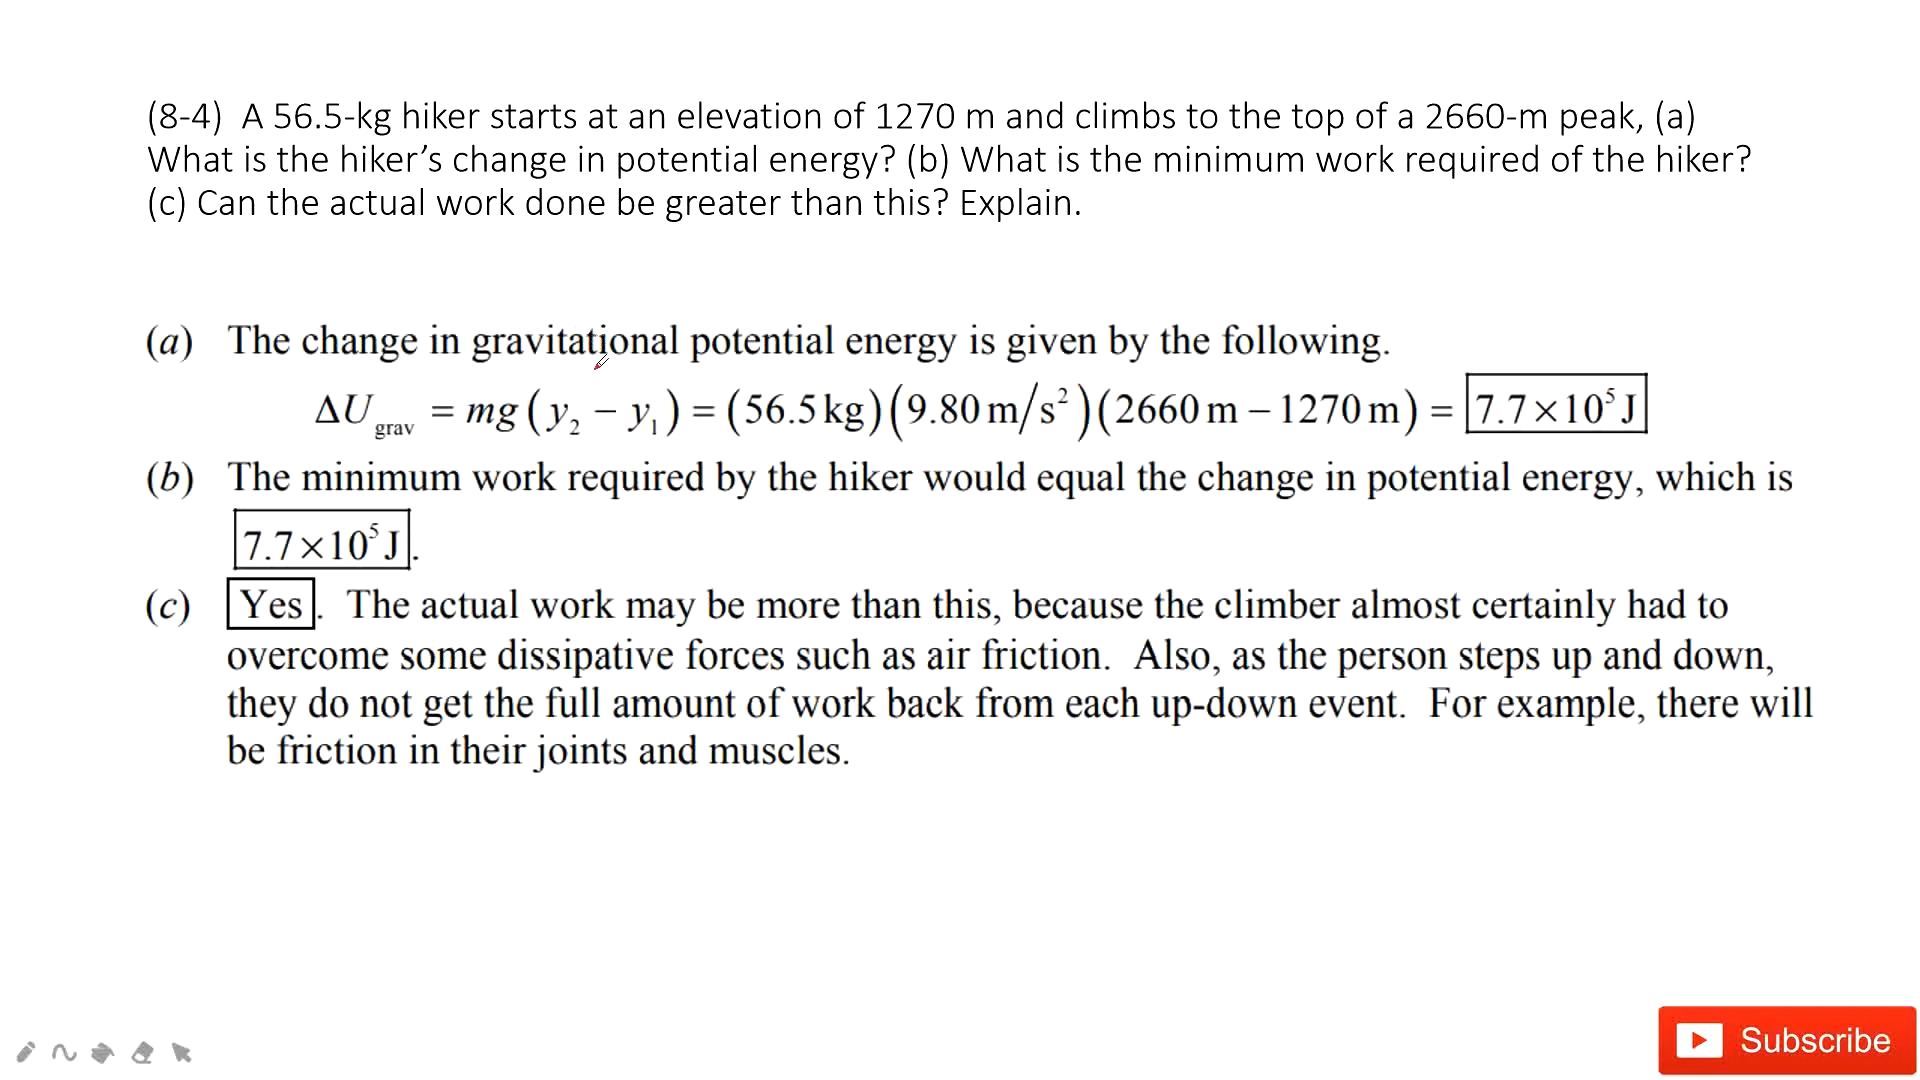 (8-4)  A 56.5-kg hiker starts at an elevation of 1270 m and climbs to the top of a 2660-m peak, (a)
What is the hiker’s change in potential energy? (b) What is the minimum work required of the hiker?
(c) Can the actual work done be greater than this? Explain.
(a) The change in gravitational potential energy is given by the following.
ΔU_grav = mg(y₂ − y₁) = (56.5 kg)(9.80 m/s²)(2660 m − 1270 m) = 7.7×10⁵ J
(b) The minimum work required by the hiker would equal the change in potential energy, which is
7.7×10⁵ J.
(c) Yes. The actual work may be more than this, because the climber almost certainly had to
overcome some dissipative forces such as air friction. Also, as the person steps up and down,
they do not get the full amount of work back from each up-down event. For example, there will
be friction in their joints and muscles.
Subscribe